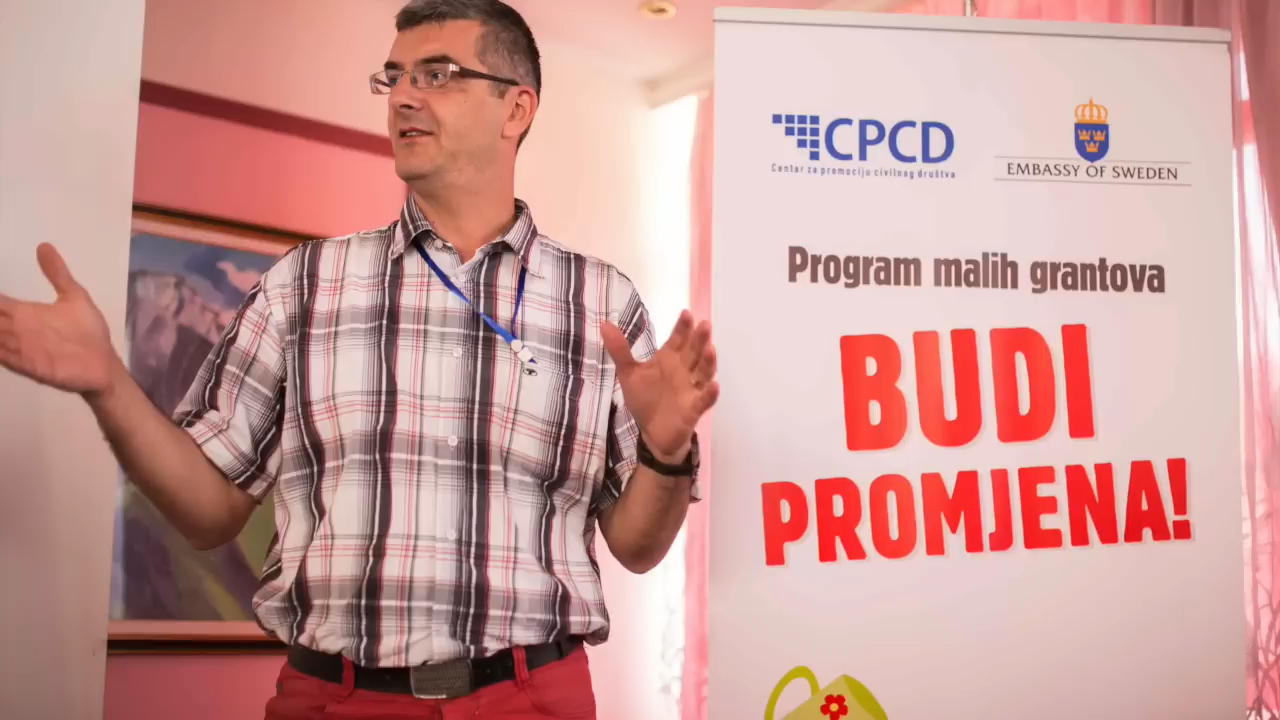 CPCD
Centar za promociju civilnog društva
EMBASSY OF SWEDEN
Program malih grantova
BUDI
PROMJENA!